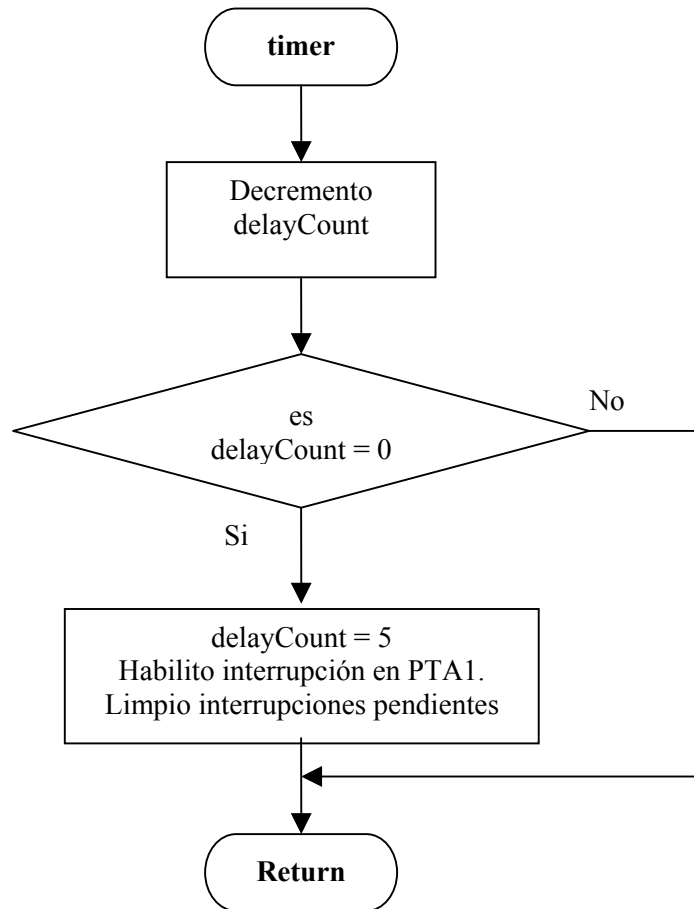 timer
Decremento
delayCount
es
delayCount = 0
No
Si
delayCount = 5
Habilito interrupción en PTA1.
Limpio interrupciones pendientes
Return